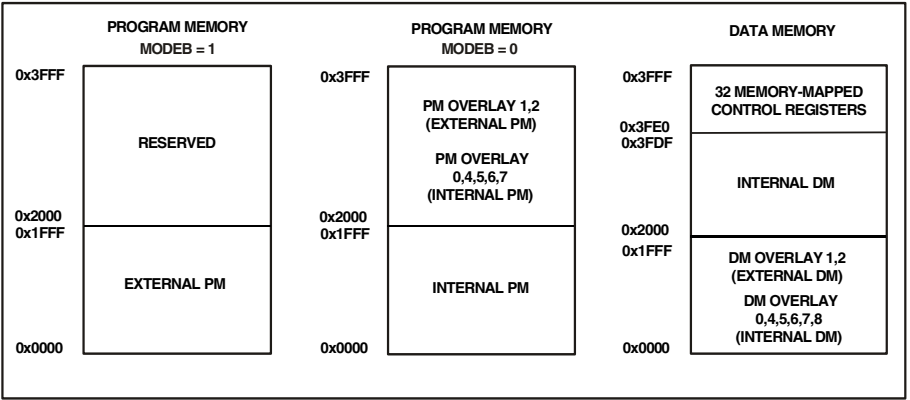 PROGRAM MEMORY
MODEB = 1
0x3FFF
RESERVED
0x2000
0x1FFF
EXTERNAL PM
0x0000
PROGRAM MEMORY
MODEB = 0
0x3FFF
PM OVERLAY 1,2
(EXTERNAL PM)
PM OVERLAY
0,4,5,6,7
(INTERNAL PM)
0x2000
0x1FFF
INTERNAL PM
0x0000
DATA MEMORY
0x3FFF
32 MEMORY-MAPPED
CONTROL REGISTERS
0x3FE0
0x3FDF
INTERNAL DM
0x2000
0x1FFF
DM OVERLAY 1,2
(EXTERNAL DM)
DM OVERLAY
0,4,5,6,7,8
(INTERNAL DM)
0x0000